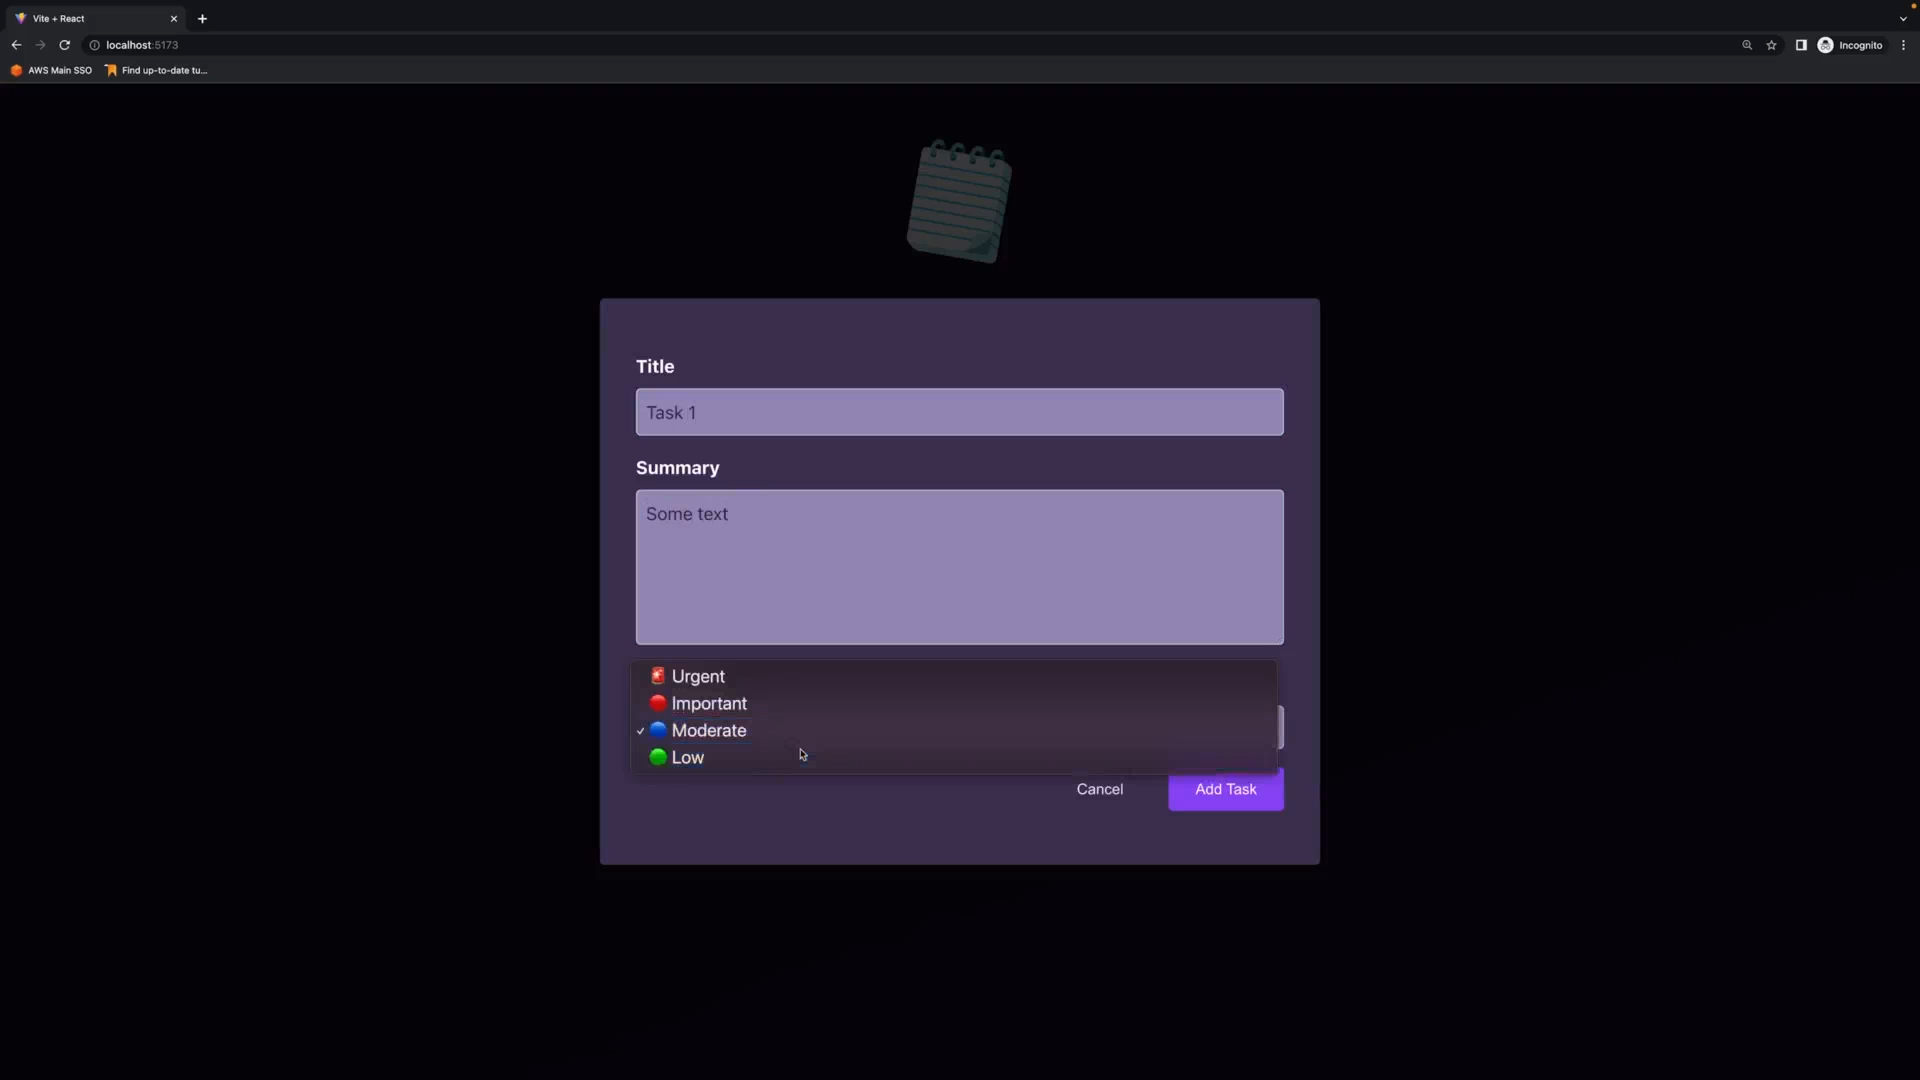 Vite + React
localhost:5173
Incognito
AWS Main SSO
Find up-to-date tu...
Title
Task 1
Summary
Some text
Urgent
Important
Moderate
Low
Cancel
Add Task